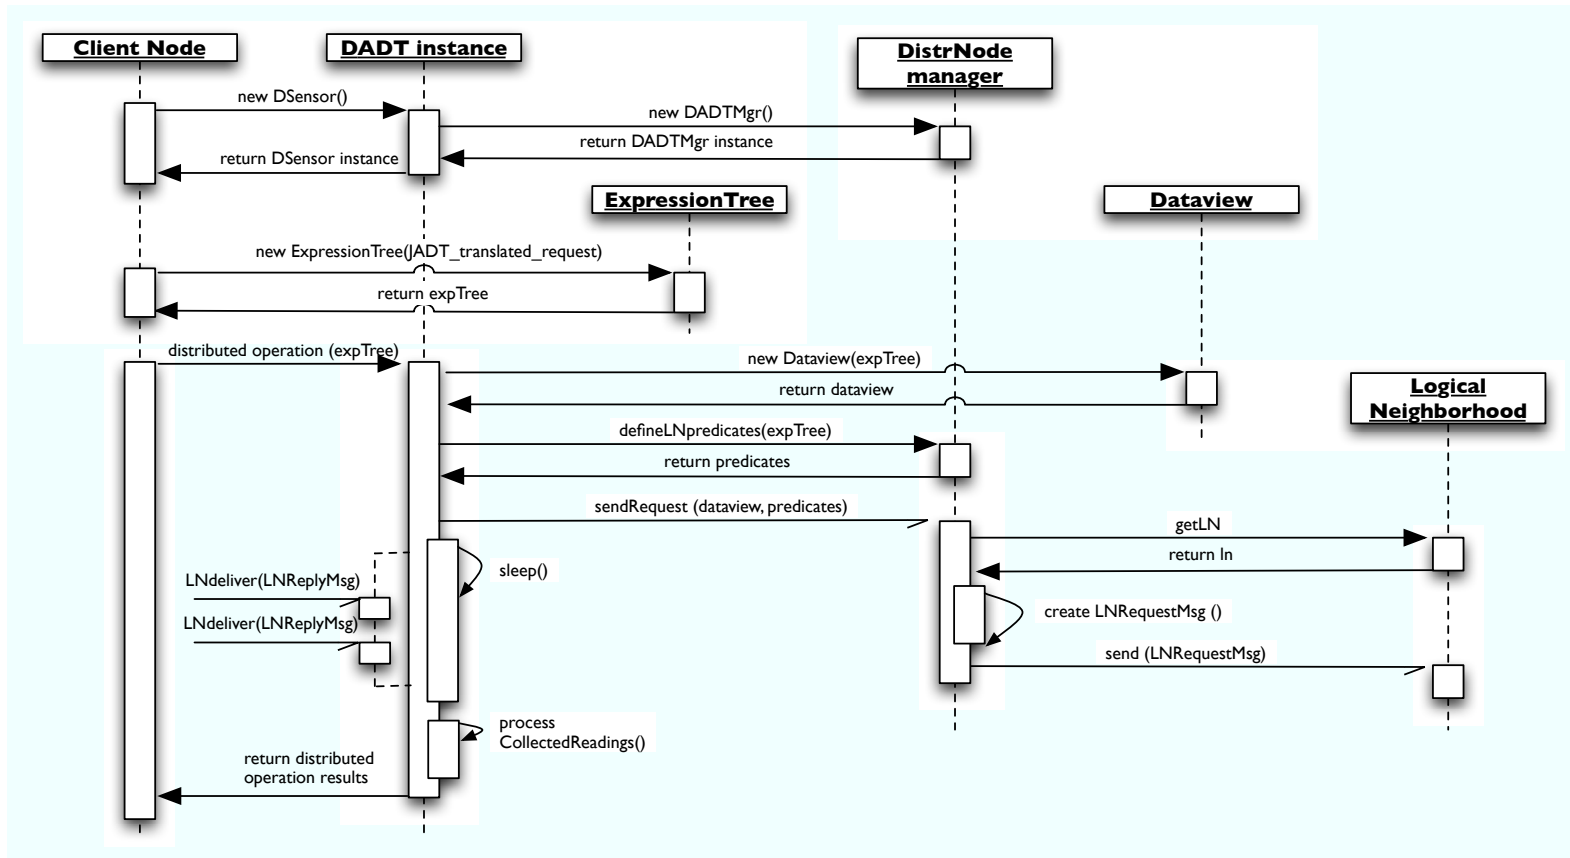 Client Node
DADT instance
DistrNode
manager
new DSensor()
new DADTMgr()
return DADTMgr instance
return DSensor instance
ExpressionTree
Dataview
new ExpressionTree(JADT_translated_request)
return expTree
distributed operation (expTree)
new Dataview(expTree)
return dataview
Logical
Neighborhood
defineLNpredicates(expTree)
return predicates
sendRequest (dataview, predicates)
getLN
return ln
sleep()
LNdeliver(LNReplyMsg)
create LNRequestMsg ()
LNdeliver(LNReplyMsg)
send (LNRequestMsg)
process
CollectedReadings()
return distributed
operation results